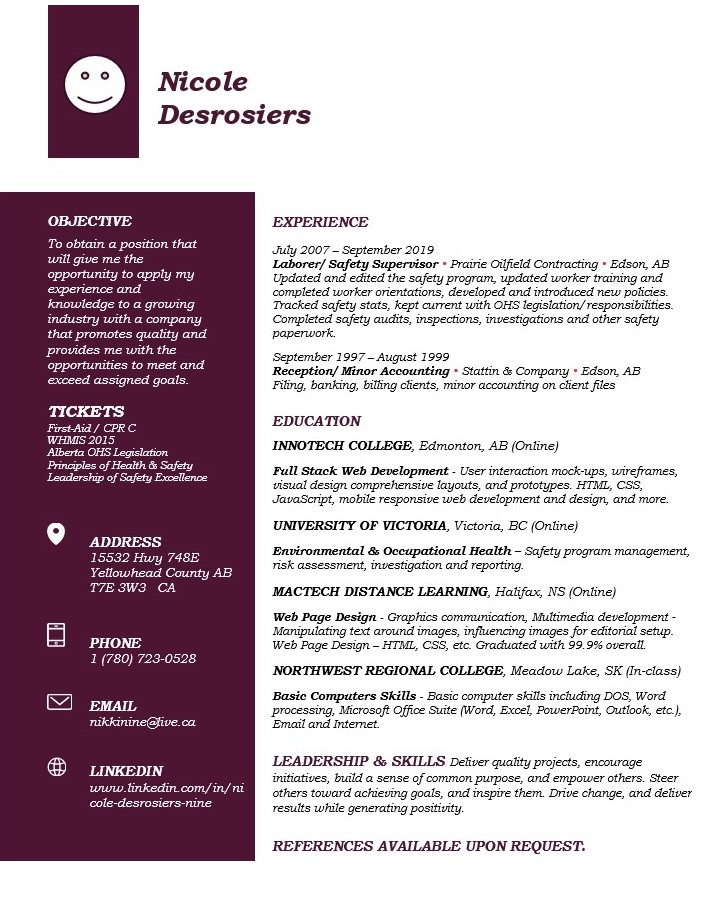 Nicole
Desrosiers
OBJECTIVE
To obtain a position that
will give me the
opportunity to apply my
experience and
knowledge to a growing
industry with a company
that promotes quality and
provides me with the
opportunities to meet and
exceed assigned goals.
TICKETS
First-Aid / CPR C
WHMIS 2015
Alberta OHS Legislation
Principles of Health & Safety
Leadership of Safety Excellence
ADDRESS
15532 Hwy 748E
Yellowhead County AB
T7E 3W3 CA
PHONE
1 (780) 723-0528
EMAIL
nikkinine@live.ca
LINKEDIN
www.linkedin.com/in/ni
cole-desrosiers-nine
EXPERIENCE
July 2007 – September 2019
Laborer/ Safety Supervisor • Prairie Oilfield Contracting • Edson, AB
Updated and edited the safety program, updated worker training and
completed worker orientations, developed and introduced new policies.
Tracked safety stats, kept current with OHS legislation/responsibilities.
Completed safety audits, inspections, investigations and other safety
paperwork.
September 1997 – August 1999
Reception/ Minor Accounting • Stattin & Company • Edson, AB
Filing, banking, billing clients, minor accounting on client files
EDUCATION
INNOTECH COLLEGE, Edmonton, AB (Online)
Full Stack Web Development - User interaction mock-ups, wireframes,
visual design comprehensive layouts, and prototypes. HTML, CSS,
JavaScript, mobile responsive web development and design, and more.
UNIVERSITY OF VICTORIA, Victoria, BC (Online)
Environmental & Occupational Health – Safety program management,
risk assessment, investigation and reporting.
MACTECH DISTANCE LEARNING, Halifax, NS (Online)
Web Page Design - Graphics communication, Multimedia development -
Manipulating text around images, influencing images for editorial setup.
Web Page Design – HTML, CSS, etc. Graduated with 99.9% overall.
NORTHWEST REGIONAL COLLEGE, Meadow Lake, SK (In-class)
Basic Computers Skills - Basic computer skills including DOS, Word
processing, Microsoft Office Suite (Word, Excel, PowerPoint, Outlook, etc.),
Email and Internet.
LEADERSHIP & SKILLS Deliver quality projects, encourage
initiatives, build a sense of common purpose, and empower others. Steer
others toward achieving goals, and inspire them. Drive change, and deliver
results while generating positivity.
REFERENCES AVAILABLE UPON REQUEST.